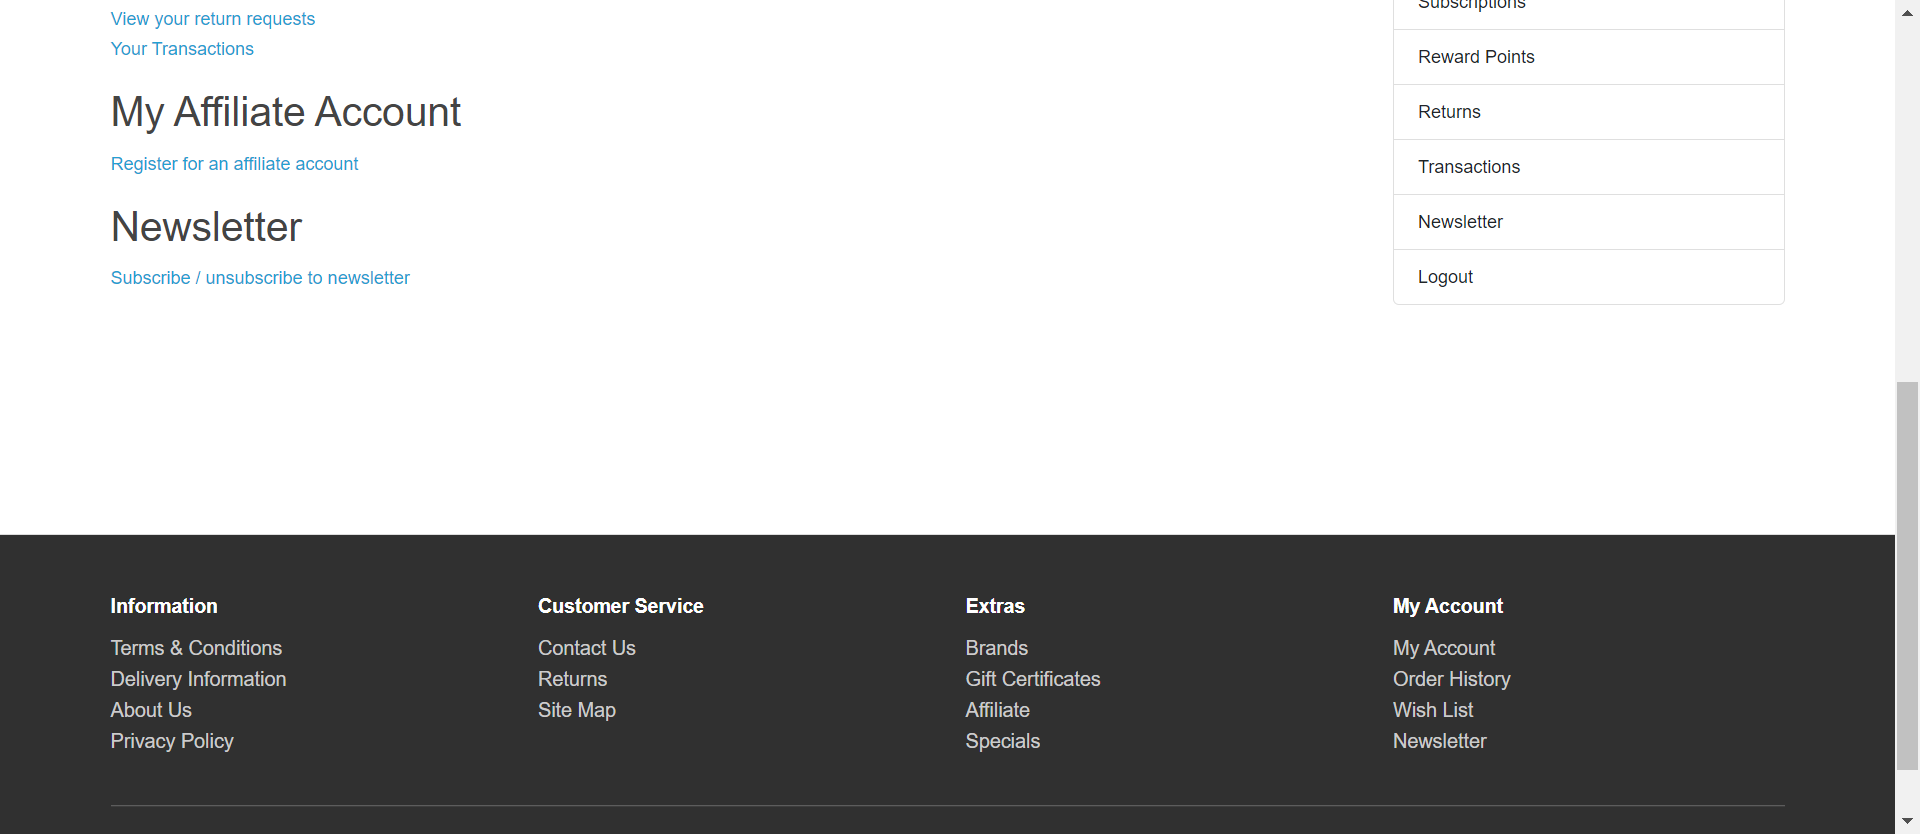 View your return requests
Your Transactions
My Affiliate Account
Register for an affiliate account
Newsletter
Subscribe / unsubscribe to newsletter
Subscriptions
Reward Points
Returns
Transactions
Newsletter
Logout
Information
Terms & Conditions
Delivery Information
About Us
Privacy Policy
Customer Service
Contact Us
Returns
Site Map
Extras
Brands
Gift Certificates
Affiliate
Specials
My Account
My Account
Order History
Wish List
Newsletter